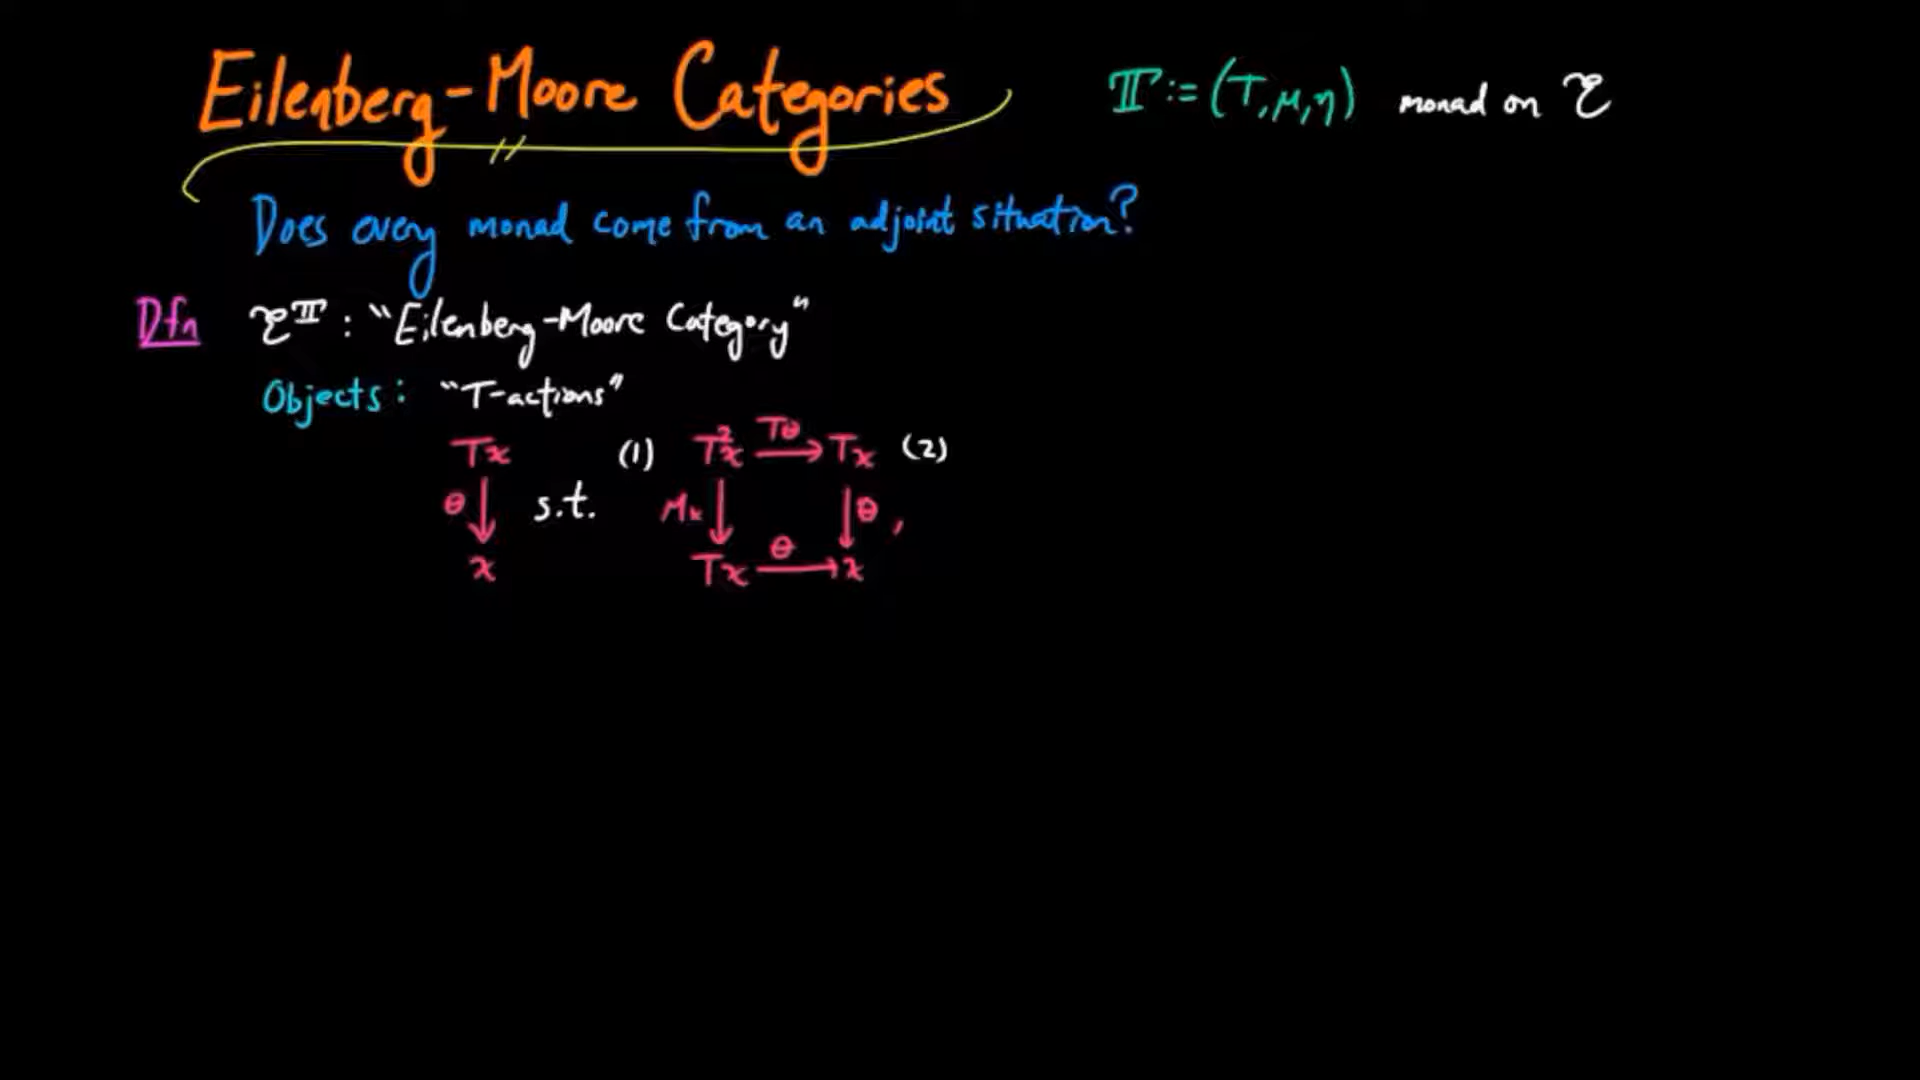 Eilenberg-Moore Categories
𝕋 := (T, μ, η) monad on ℰ
Does every monad come from an adjoint situation?
Dfn ℰ^𝕋 : "Eilenberg-Moore Category"
Objects: "T-actions"
Tx (1) T²x Tθ Tx (2)
θ s.t. μx θ ,
x Tx θ x